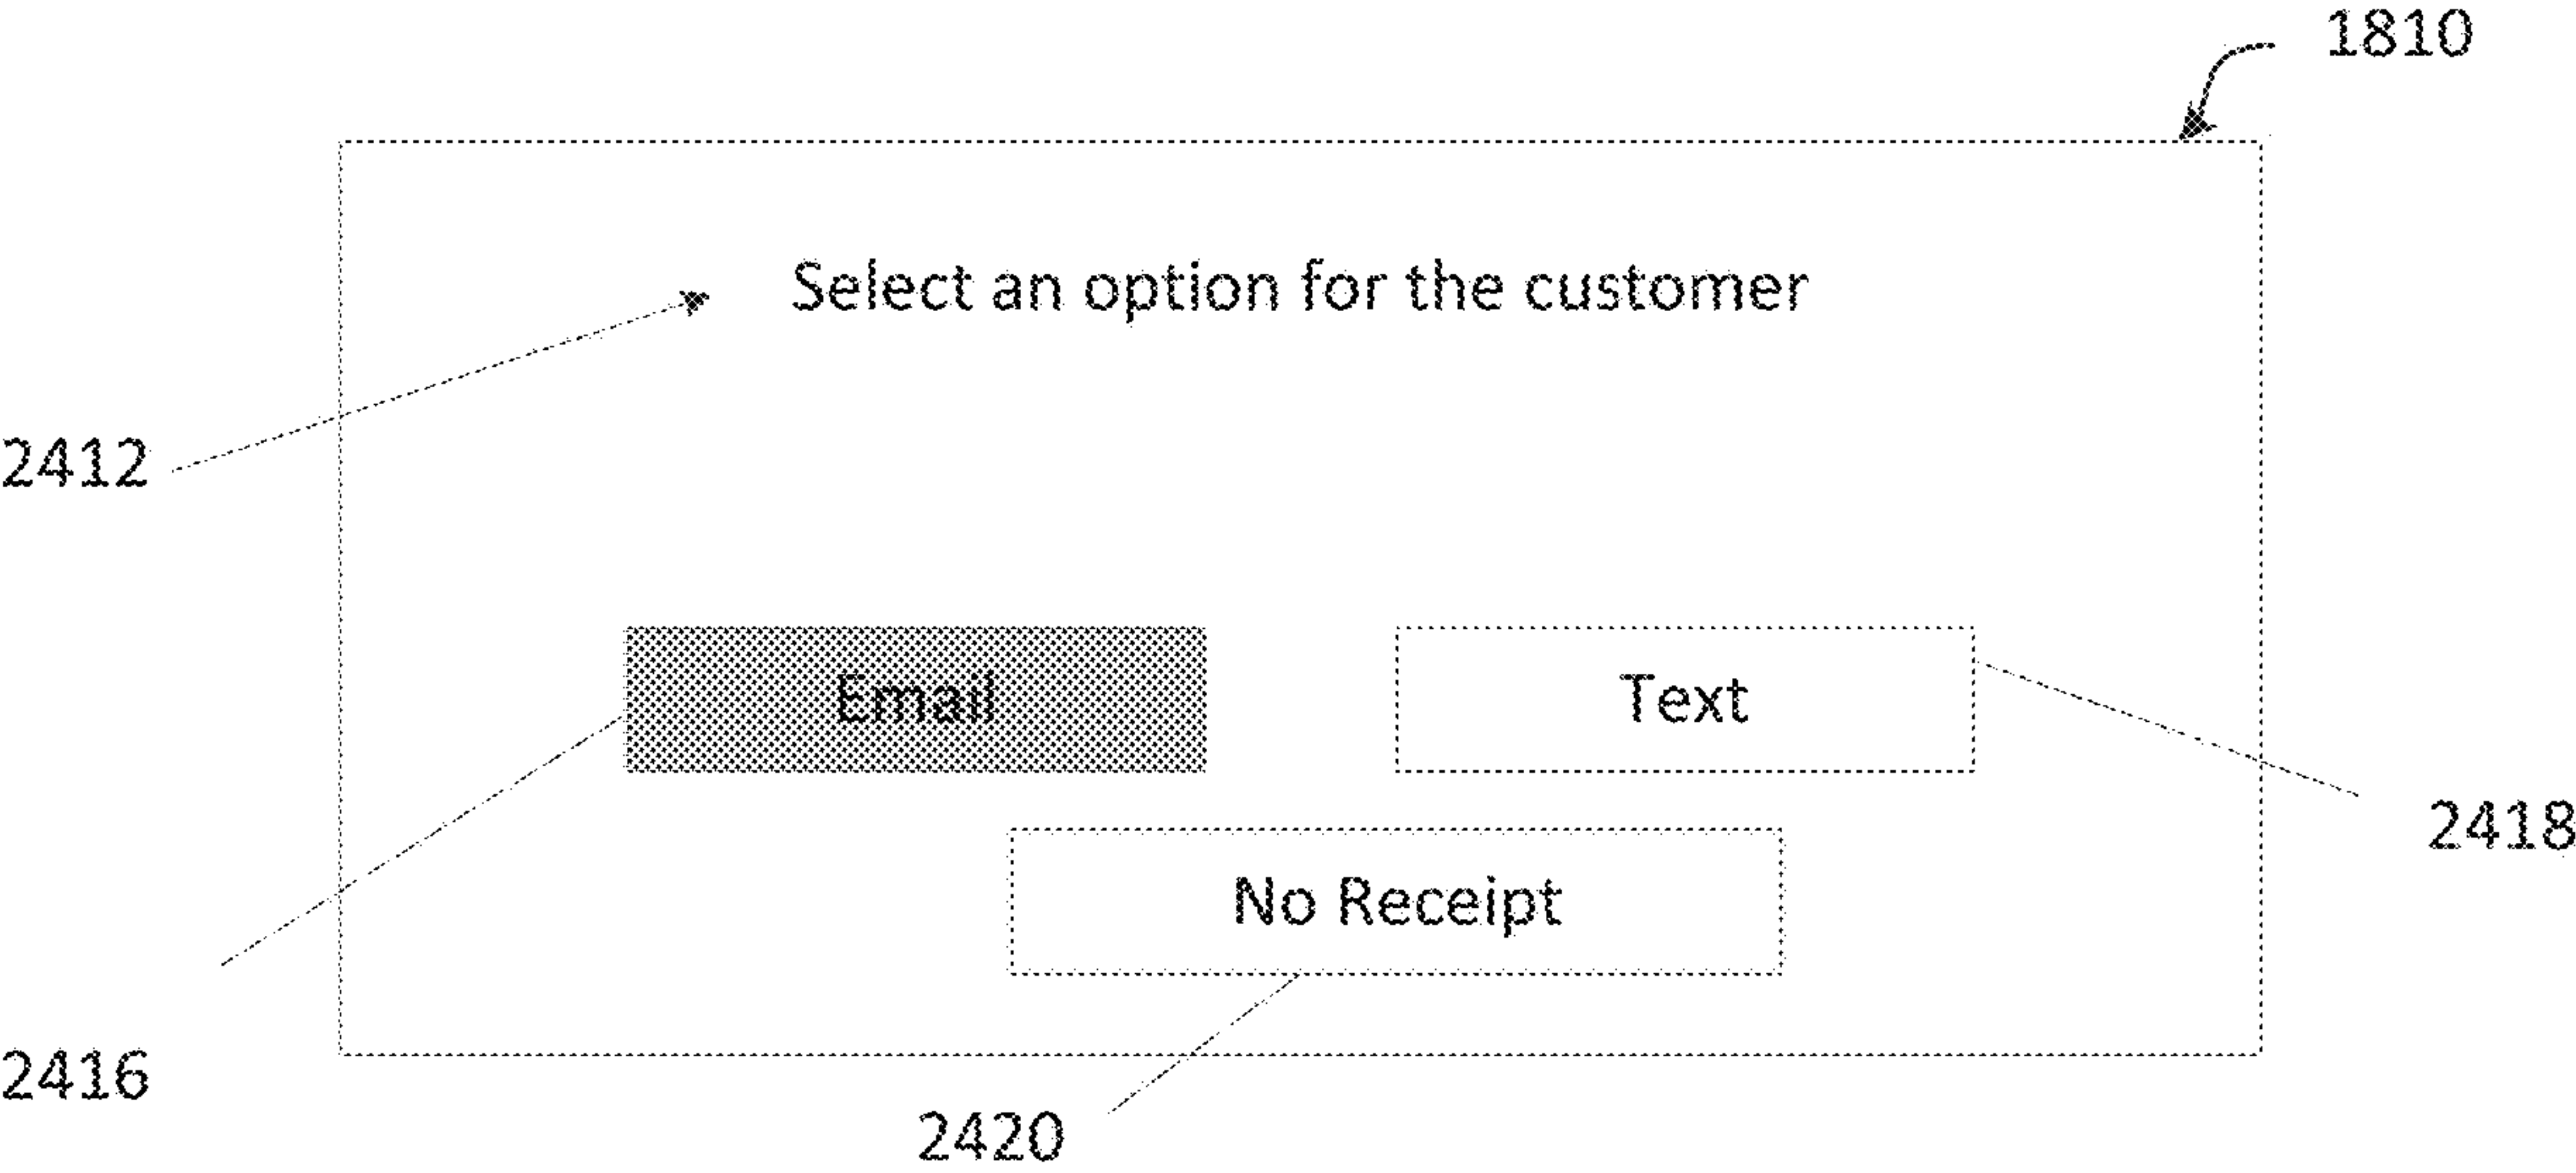 1810
Select an option for the customer
2412
Email
Text
2418
No Receipt
2416
2420